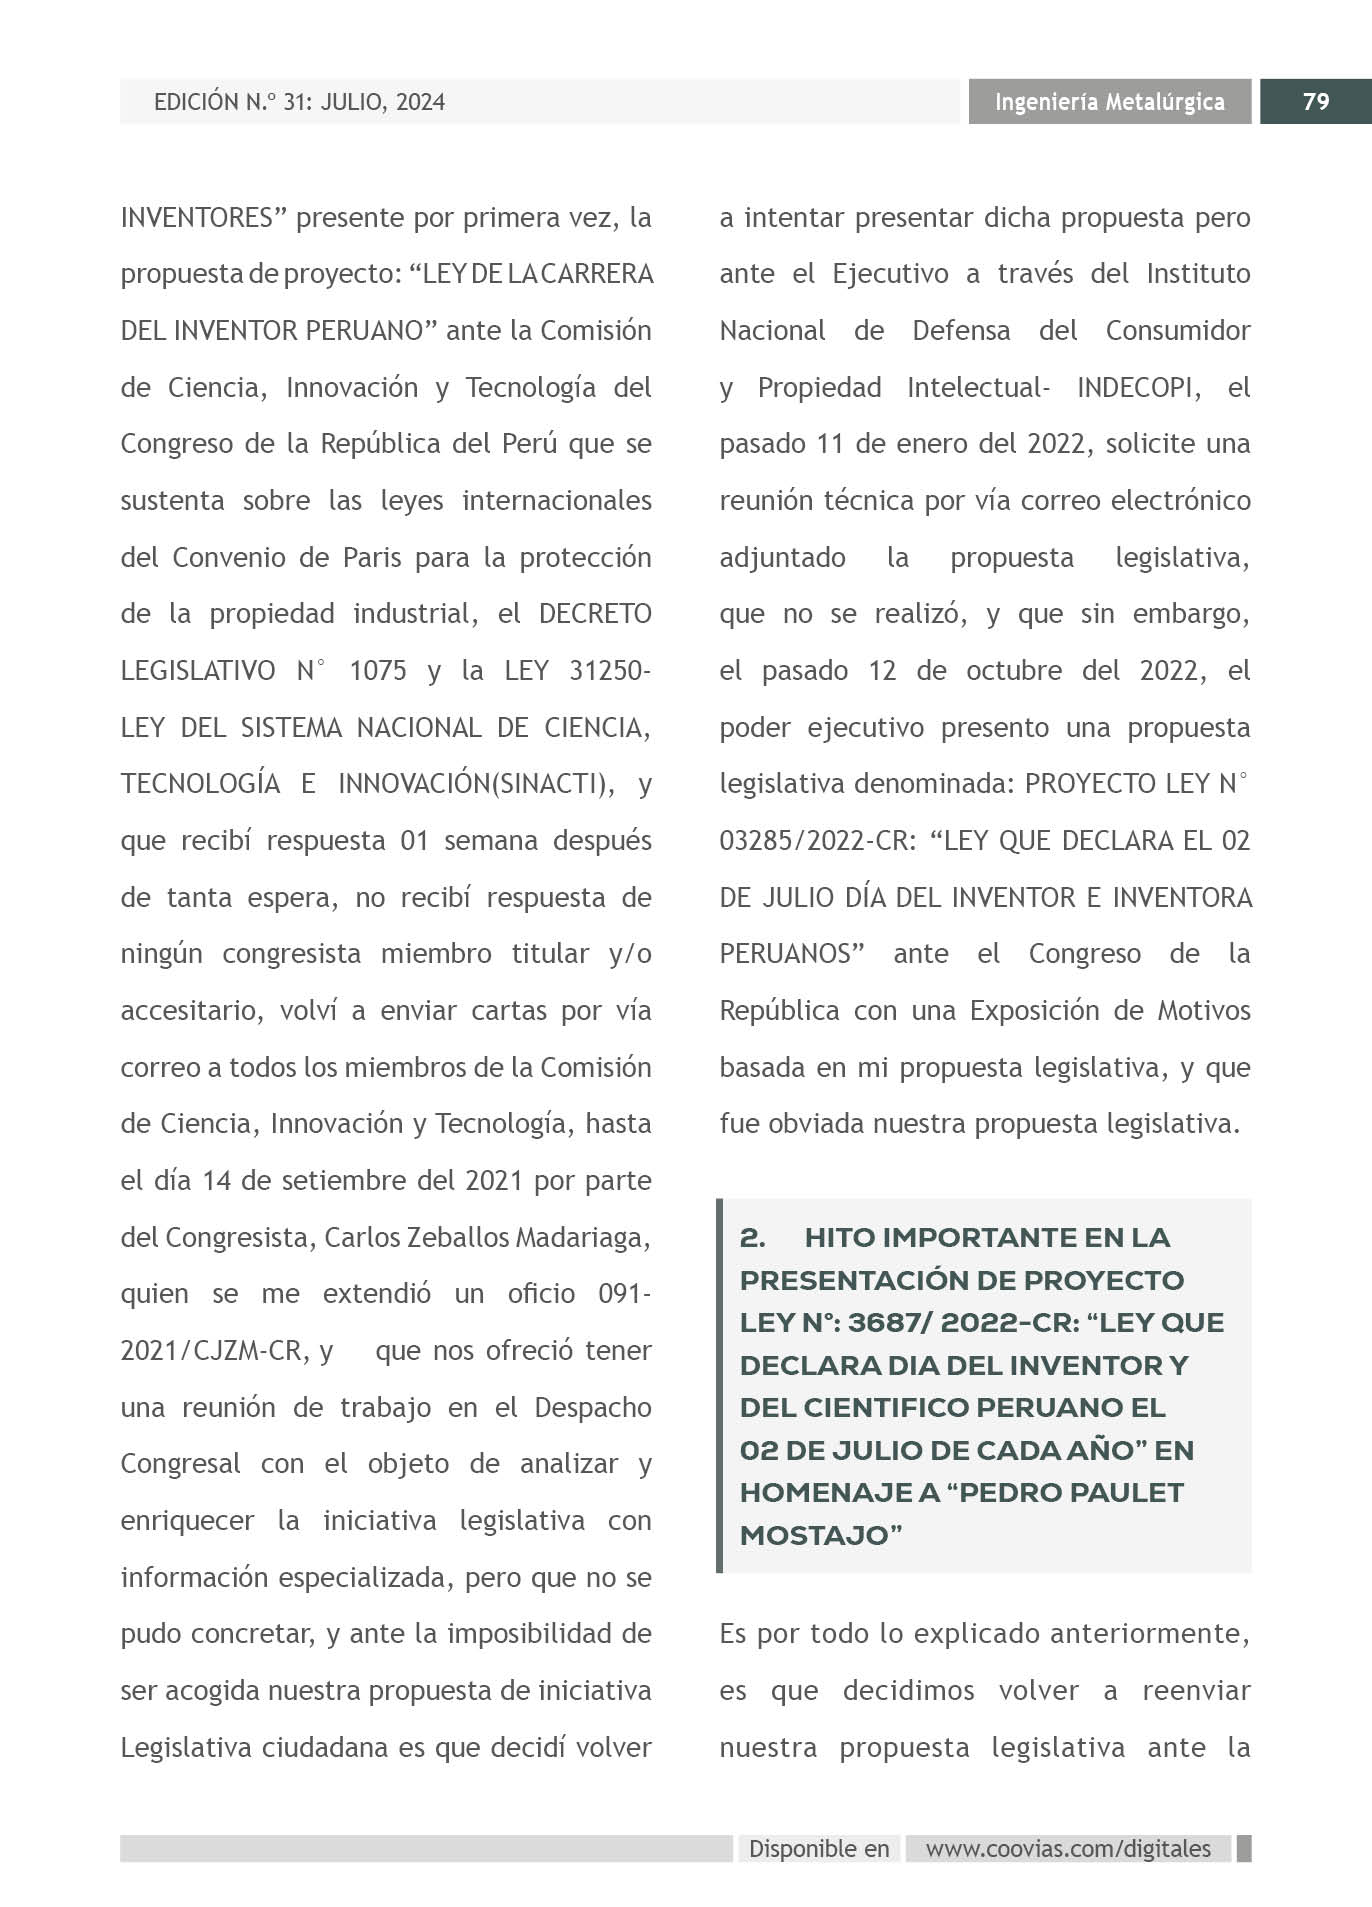 EDICIÓN N.º 31: JULIO, 2024
Ingeniería Metalúrgica
79
INVENTORES” presente por primera vez, la
propuesta de proyecto: “LEY DE LA CARRERA
DEL INVENTOR PERUANO” ante la Comisión
de Ciencia, Innovación y Tecnología del
Congreso de la República del Perú que se
sustenta sobre las leyes internacionales
del Convenio de Paris para la protección
de la propiedad industrial, el DECRETO
LEGISLATIVO N° 1075 y la LEY 31250-
LEY DEL SISTEMA NACIONAL DE CIENCIA,
TECNOLOGÍA E INNOVACIÓN(SINACTI), y
que recibí respuesta 01 semana después
de tanta espera, no recibí respuesta de
ningún congresista miembro titular y/o
accesitario, volví a enviar cartas por vía
correo a todos los miembros de la Comisión
de Ciencia, Innovación y Tecnología, hasta
el día 14 de setiembre del 2021 por parte
del Congresista, Carlos Zeballos Madariaga,
quien se me extendió un oficio 091-
2021/CJZM-CR, y que nos ofreció tener
una reunión de trabajo en el Despacho
Congresal con el objeto de analizar y
enriquecer la iniciativa legislativa con
información especializada, pero que no se
pudo concretar, y ante la imposibilidad de
ser acogida nuestra propuesta de iniciativa
Legislativa ciudadana es que decidí volver
a intentar presentar dicha propuesta pero
ante el Ejecutivo a través del Instituto
Nacional de Defensa del Consumidor
y Propiedad Intelectual- INDECOPI, el
pasado 11 de enero del 2022, solicite una
reunión técnica por vía correo electrónico
adjuntado la propuesta legislativa,
que no se realizó, y que sin embargo,
el pasado 12 de octubre del 2022, el
poder ejecutivo presento una propuesta
legislativa denominada: PROYECTO LEY N°
03285/2022-CR: “LEY QUE DECLARA EL 02
DE JULIO DÍA DEL INVENTOR E INVENTORA
PERUANOS” ante el Congreso de la
República con una Exposición de Motivos
basada en mi propuesta legislativa, y que
fue obviada nuestra propuesta legislativa.
2. HITO IMPORTANTE EN LA
PRESENTACIÓN DE PROYECTO
LEY N°: 3687/ 2022-CR: “LEY QUE
DECLARA DIA DEL INVENTOR Y
DEL CIENTIFICO PERUANO EL
02 DE JULIO DE CADA AÑO” EN
HOMENAJE A “PEDRO PAULET
MOSTAJO”
Es por todo lo explicado anteriormente,
es que decidimos volver a reenviar
nuestra propuesta legislativa ante la
Disponible en
www.coovias.com/digitales